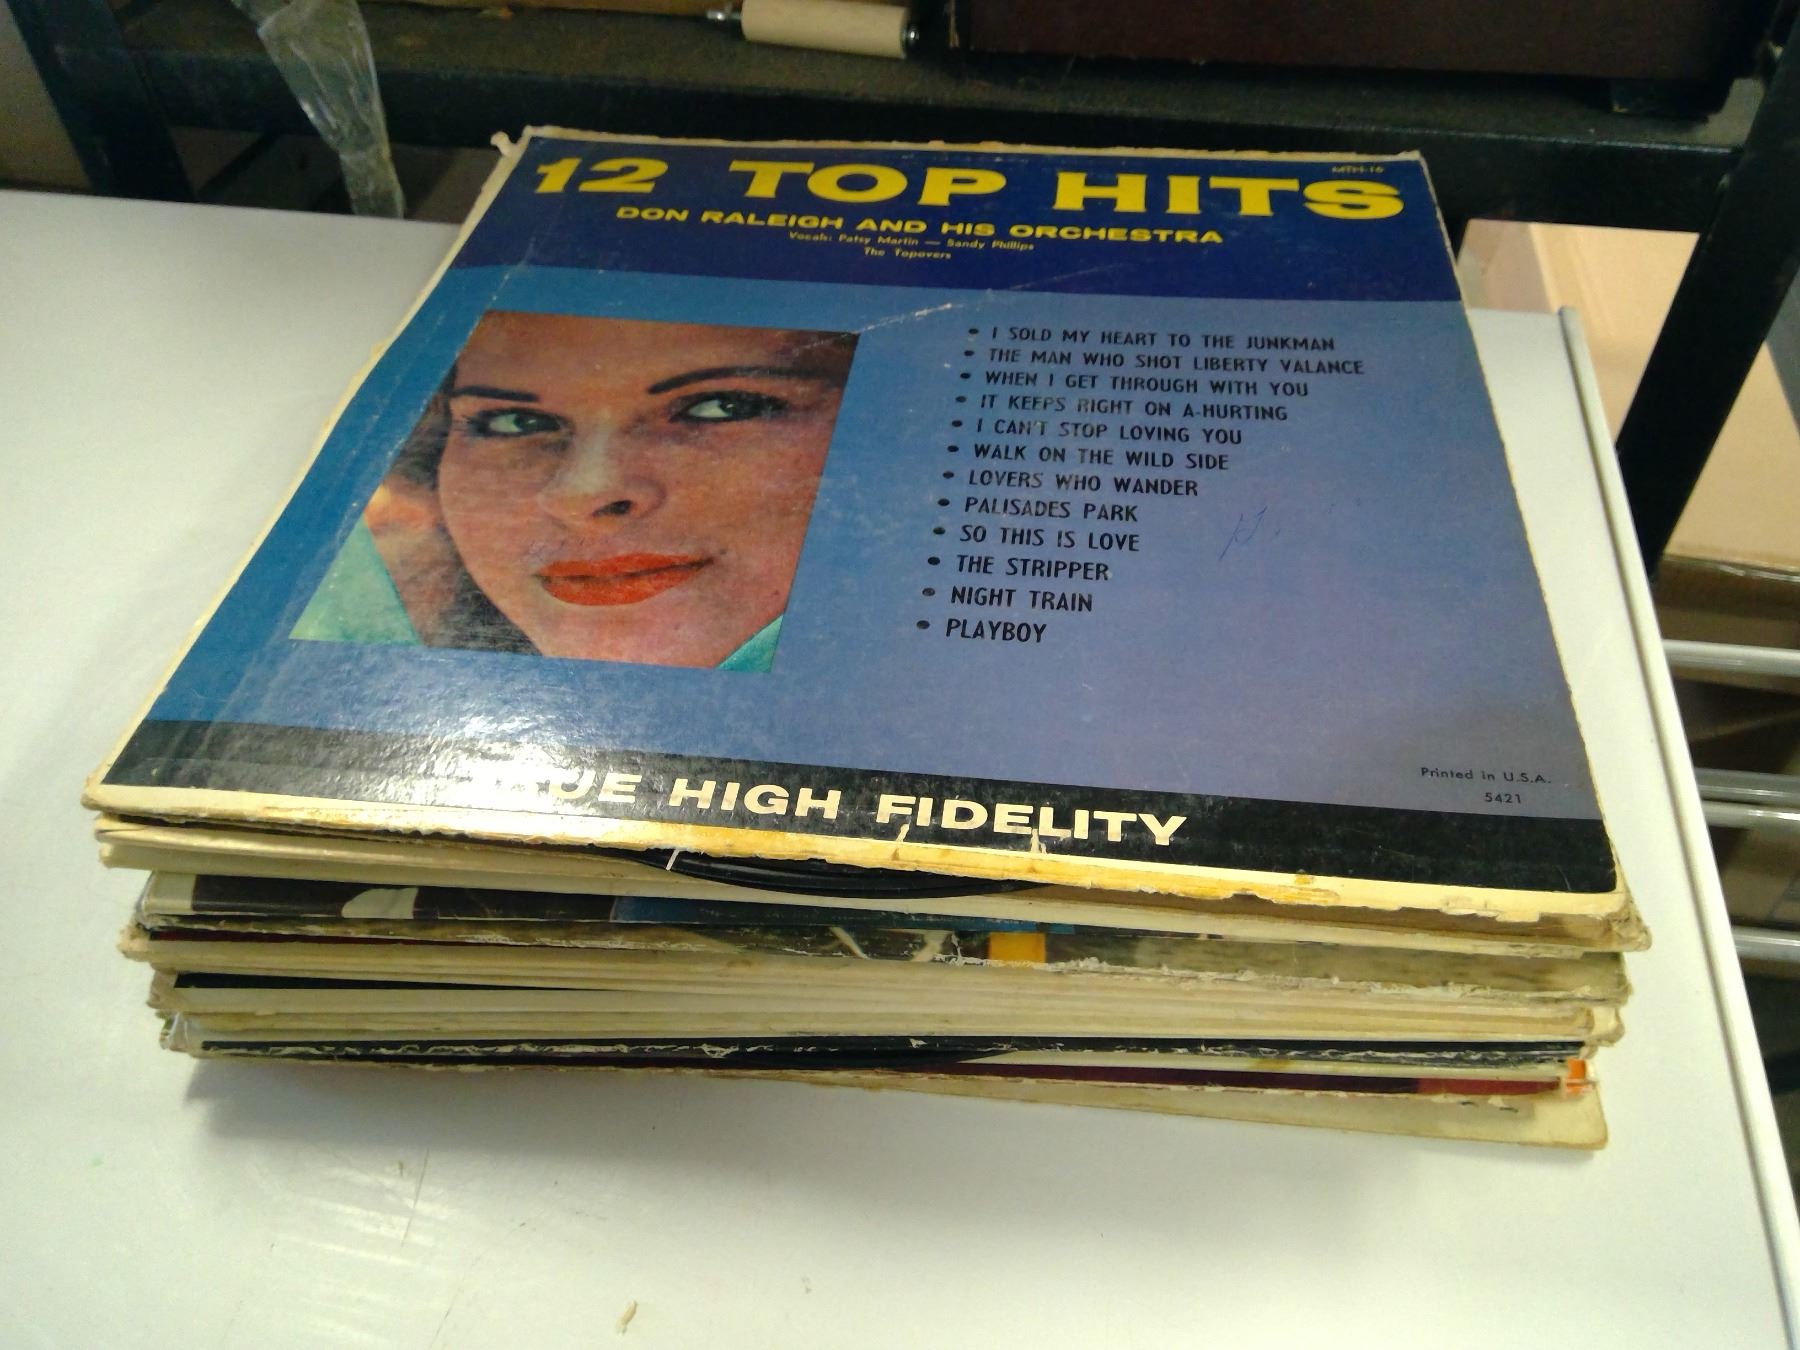 MTH-16
12 TOP HITS
DON RALEIGH AND HIS ORCHESTRA
Vocals: Patsy Martin — Sandy Phillips
The Topovers
• I SOLD MY HEART TO THE JUNKMAN
• THE MAN WHO SHOT LIBERTY VALANCE
• WHEN I GET THROUGH WITH YOU
• IT KEEPS RIGHT ON A-HURTING
• I CAN'T STOP LOVING YOU
• WALK ON THE WILD SIDE
• LOVERS WHO WANDER
• PALISADES PARK
• SO THIS IS LOVE
• THE STRIPPER
• NIGHT TRAIN
• PLAYBOY
Printed in U.S.A.
5421
TRUE HIGH FIDELITY